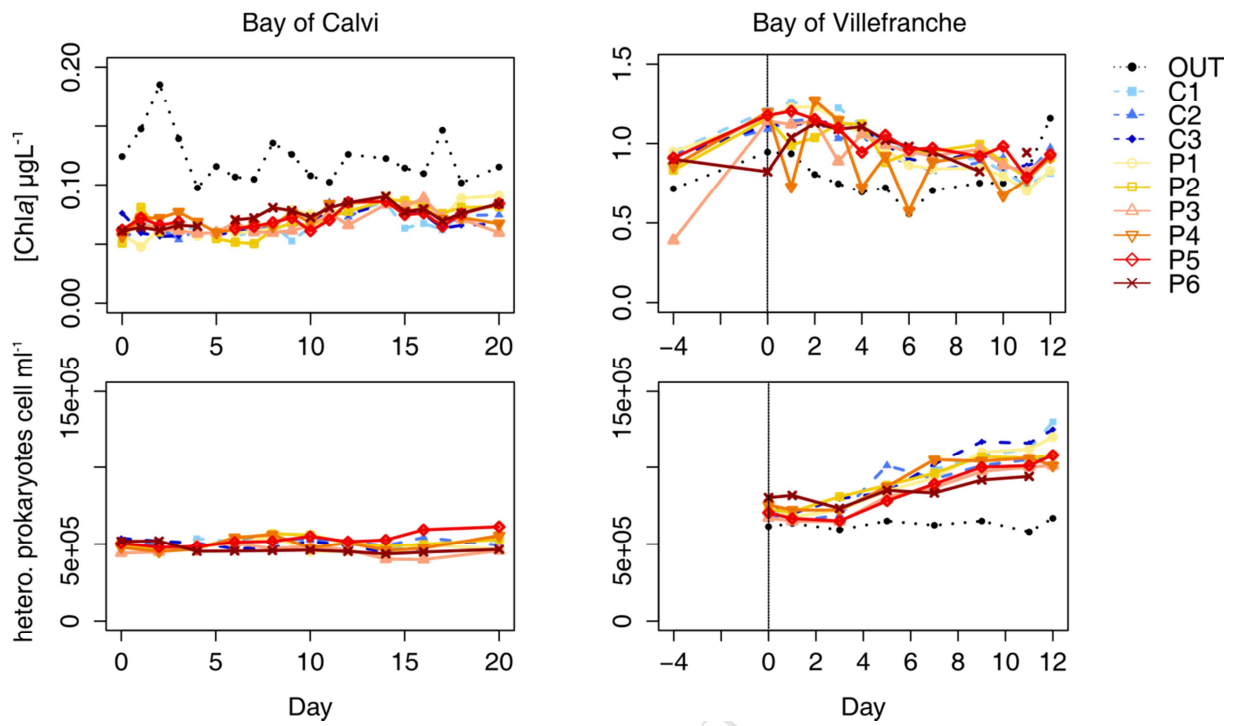 Bay of Calvi
Bay of Villefranche
[Chla] µgL-1
0.00 0.10 0.20
0 5 10 15 20
0.0 0.5 1.0 1.5
−4 0 2 4 6 8 10 12
OUT
C1
C2
C3
P1
P2
P3
P4
P5
P6
hetero. prokaryotes cell ml-1
0 5e+05 15e+05
0 5 10 15 20
Day
0 5e+05 15e+05
−4 0 2 4 6 8 10 12
Day